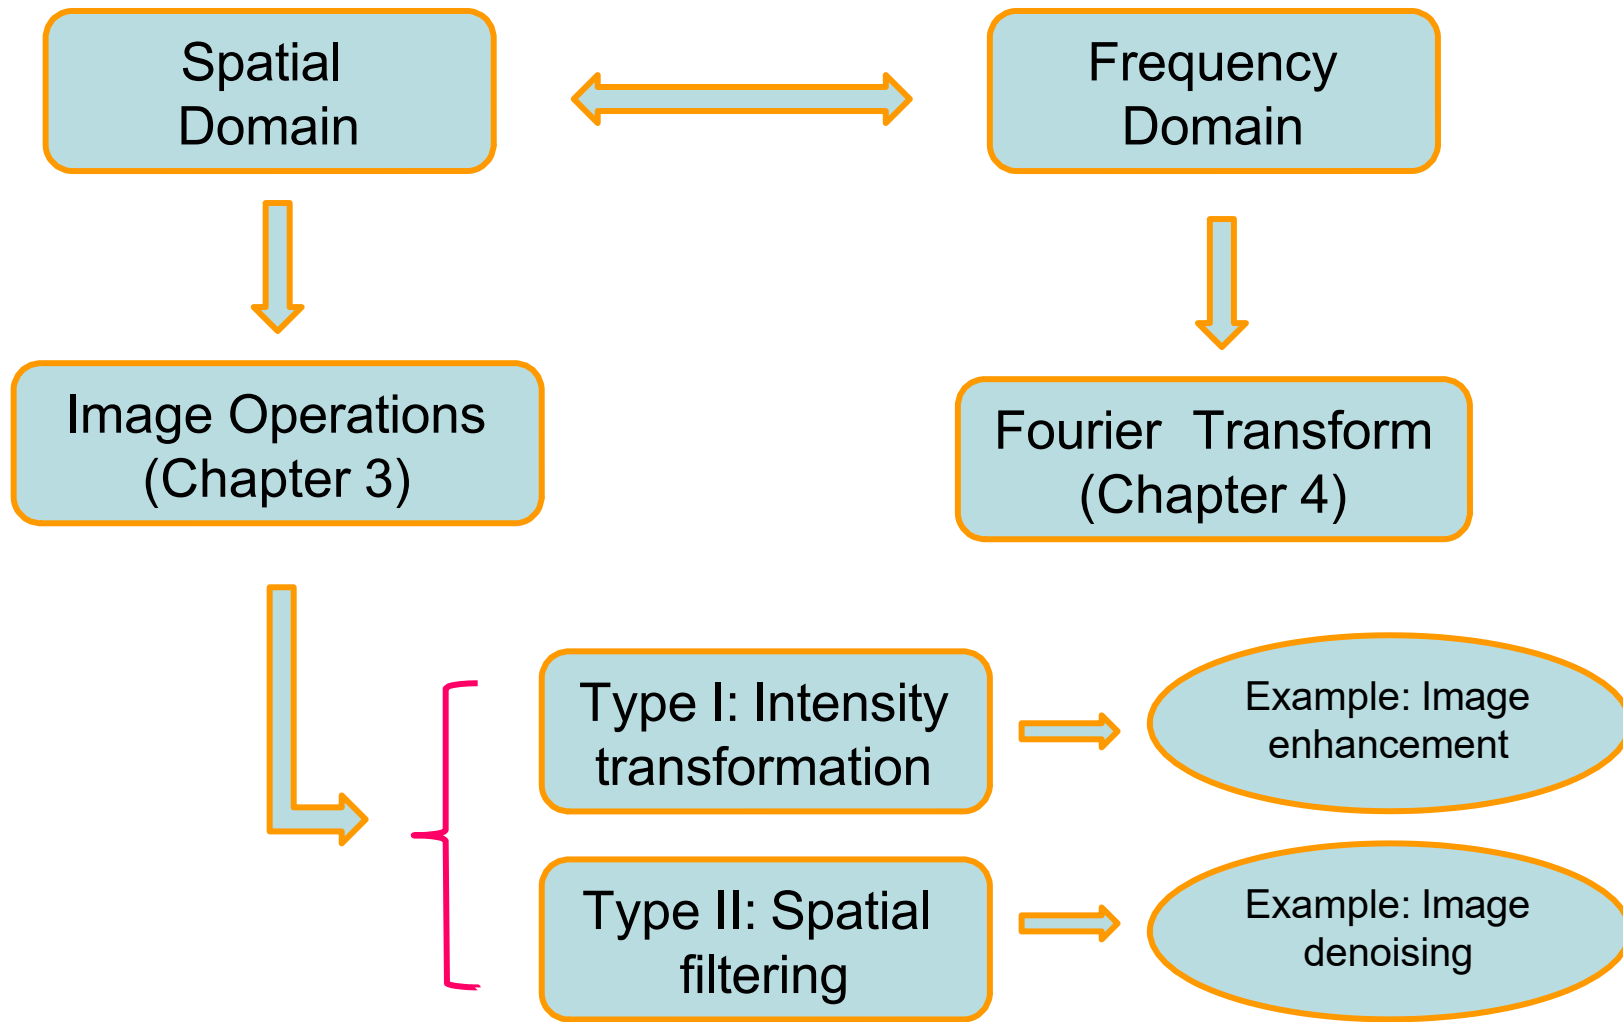 Spatial
Domain
Frequency
Domain
Image Operations
(Chapter 3)
Fourier Transform
(Chapter 4)
Type I: Intensity
transformation
Example: Image
enhancement
Type II: Spatial
filtering
Example: Image
denoising